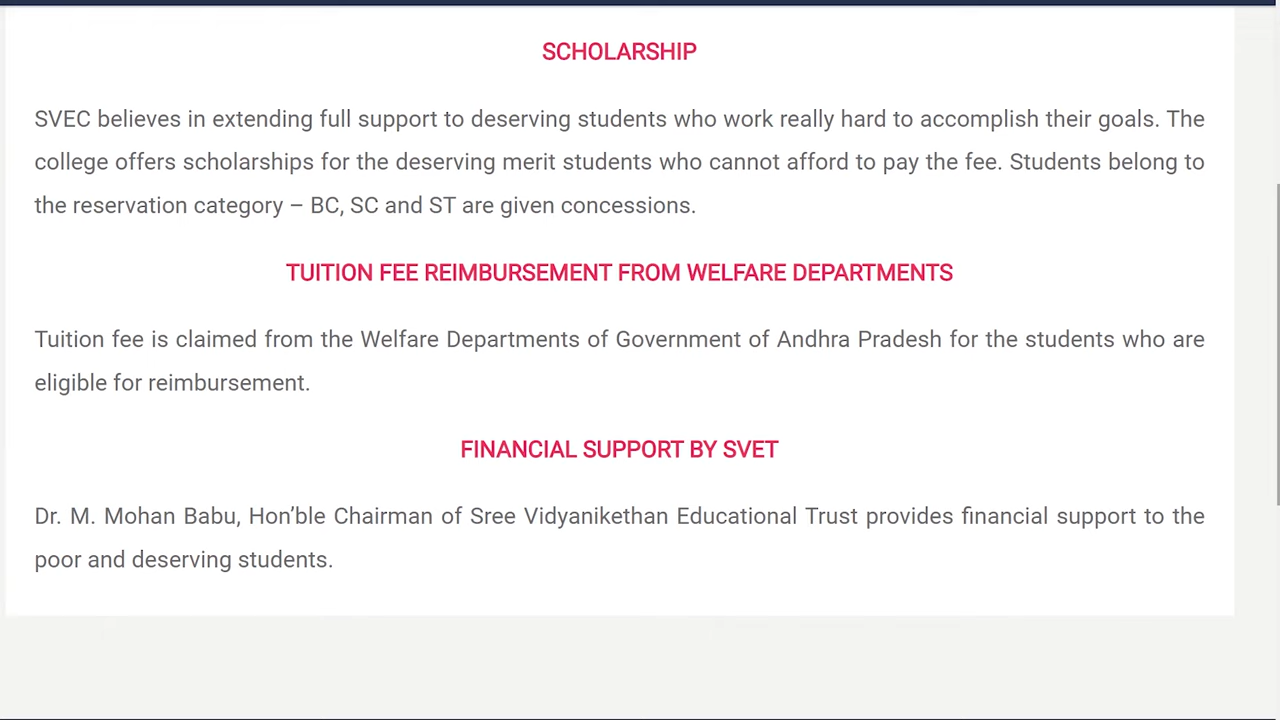 SCHOLARSHIP
SVEC believes in extending full support to deserving students who work really hard to accomplish their goals. The
college offers scholarships for the deserving merit students who cannot afford to pay the fee. Students belong to
the reservation category – BC, SC and ST are given concessions.
TUITION FEE REIMBURSEMENT FROM WELFARE DEPARTMENTS
Tuition fee is claimed from the Welfare Departments of Government of Andhra Pradesh for the students who are
eligible for reimbursement.
FINANCIAL SUPPORT BY SVET
Dr. M. Mohan Babu, Hon’ble Chairman of Sree Vidyanikethan Educational Trust provides financial support to the
poor and deserving students.